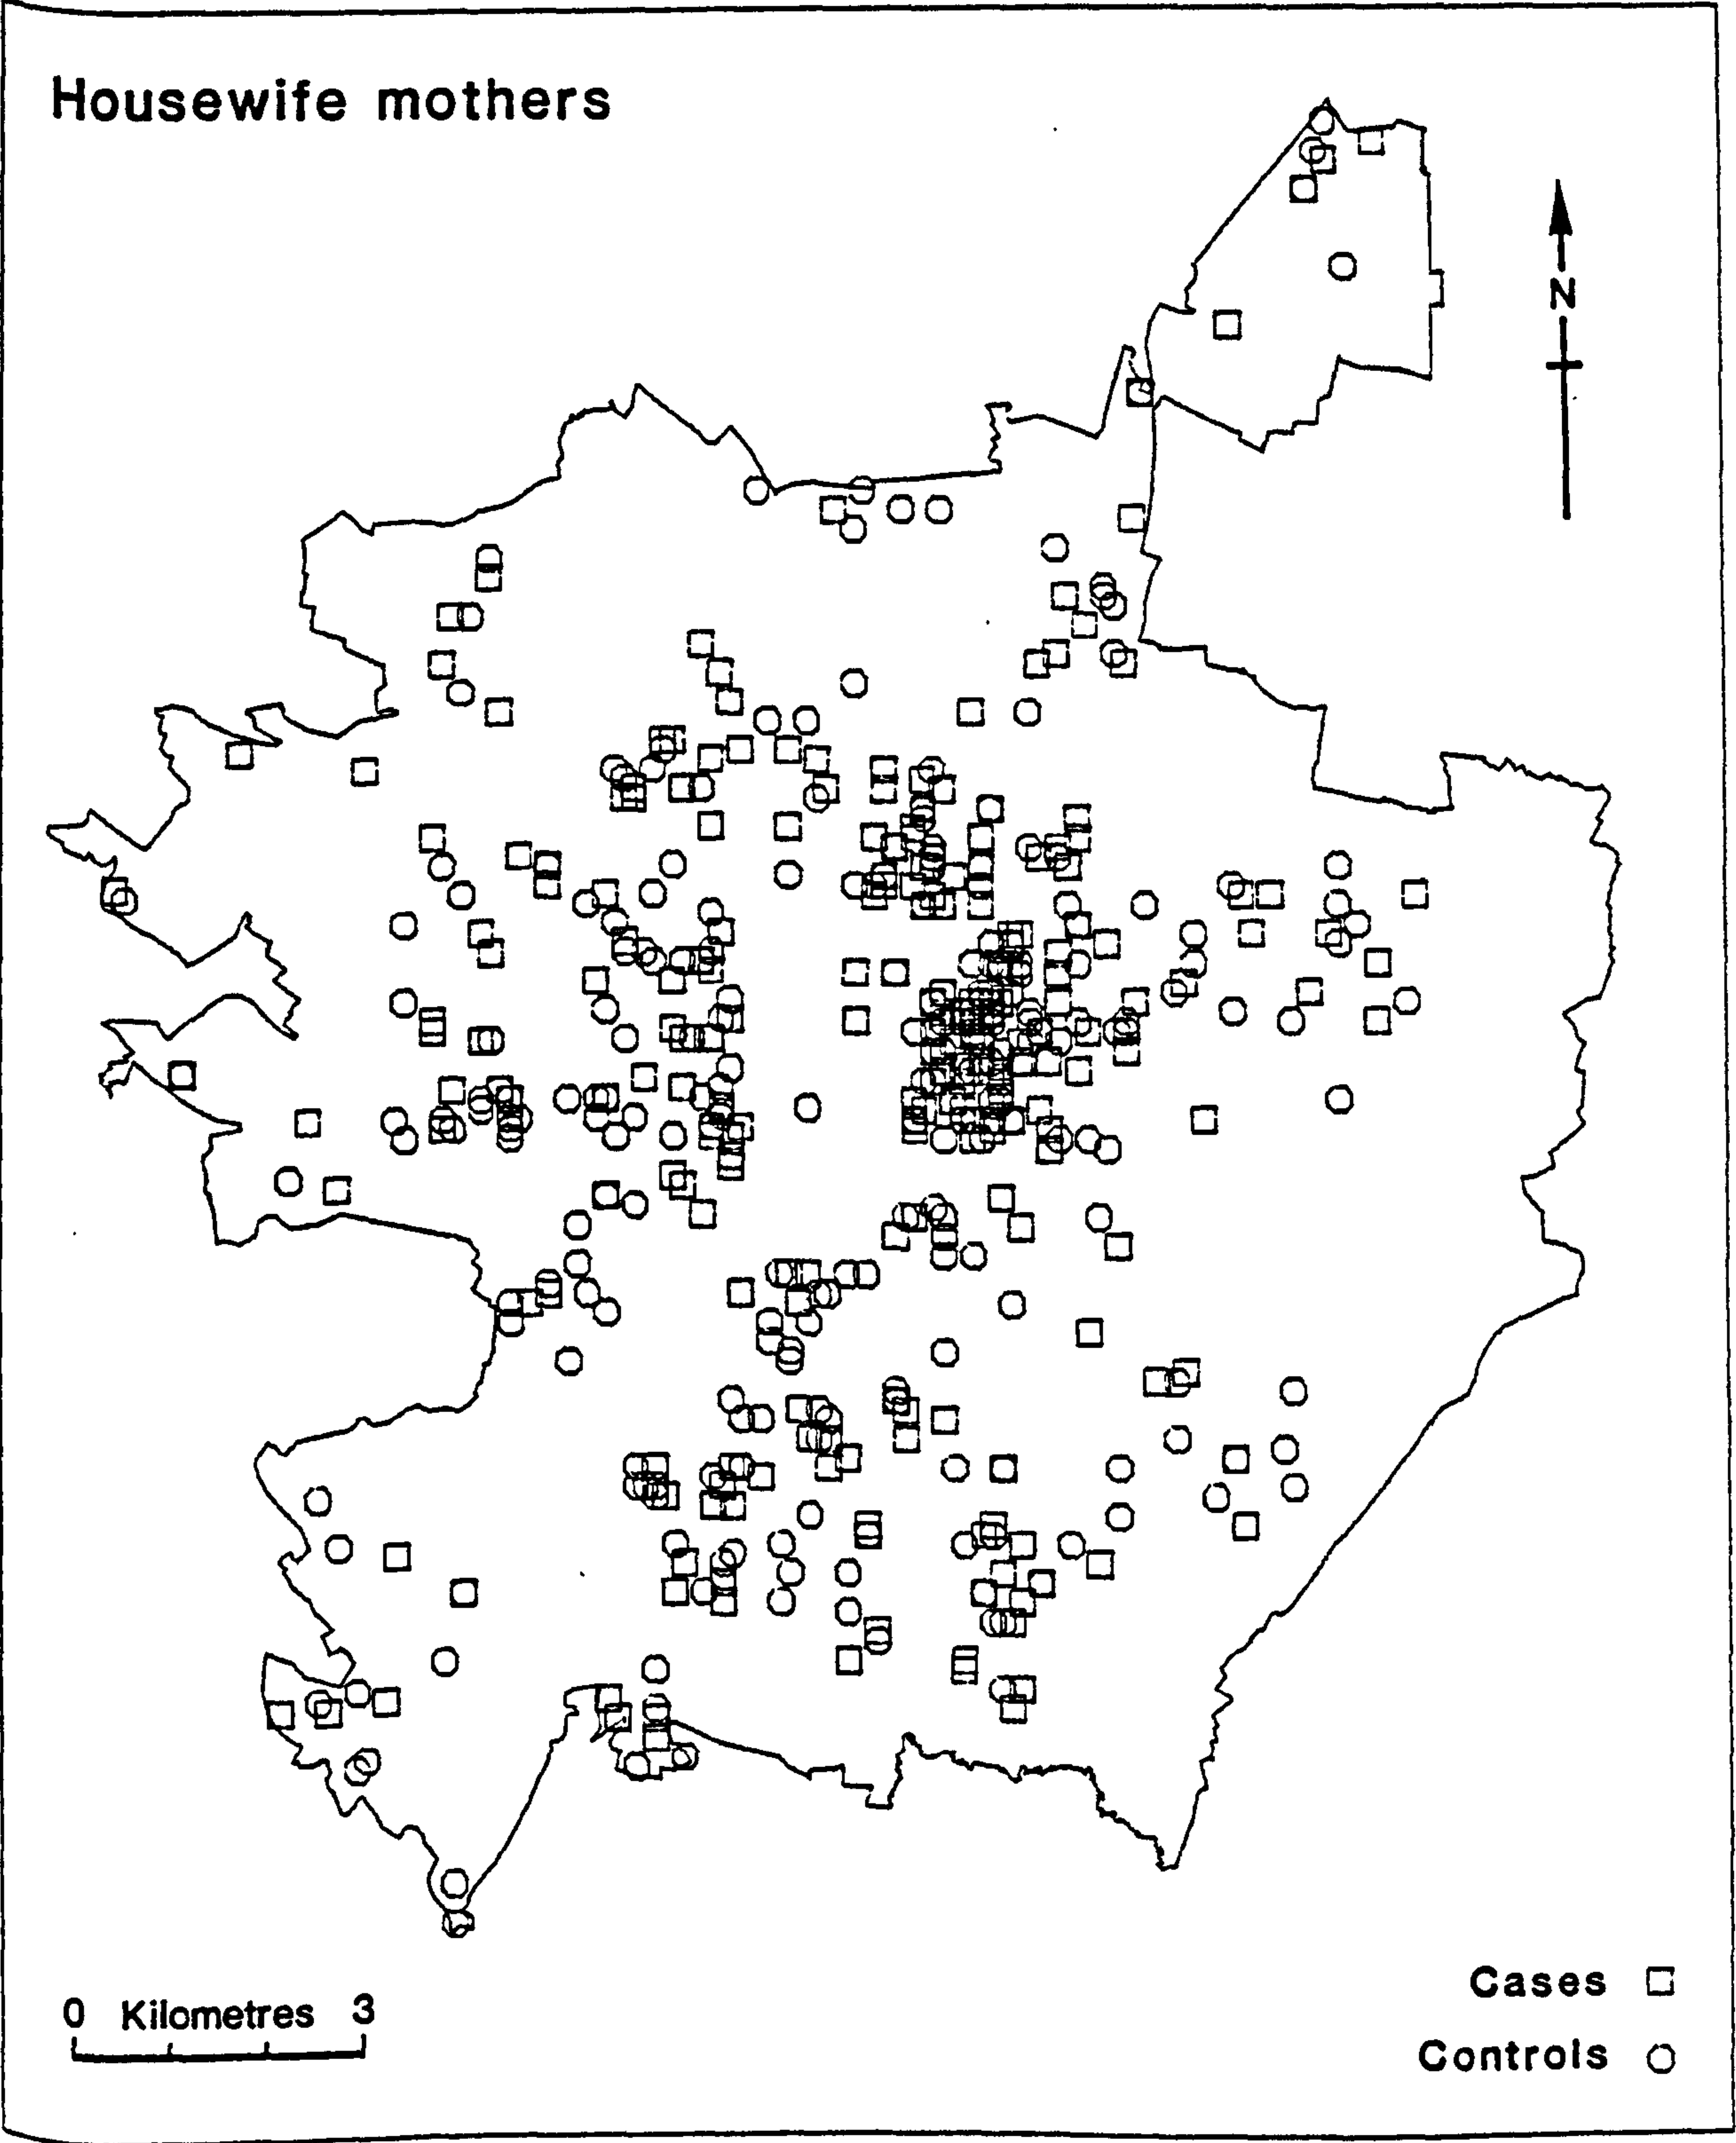 Housewife mothers
N
0 Kilometres 3
Cases
Controls